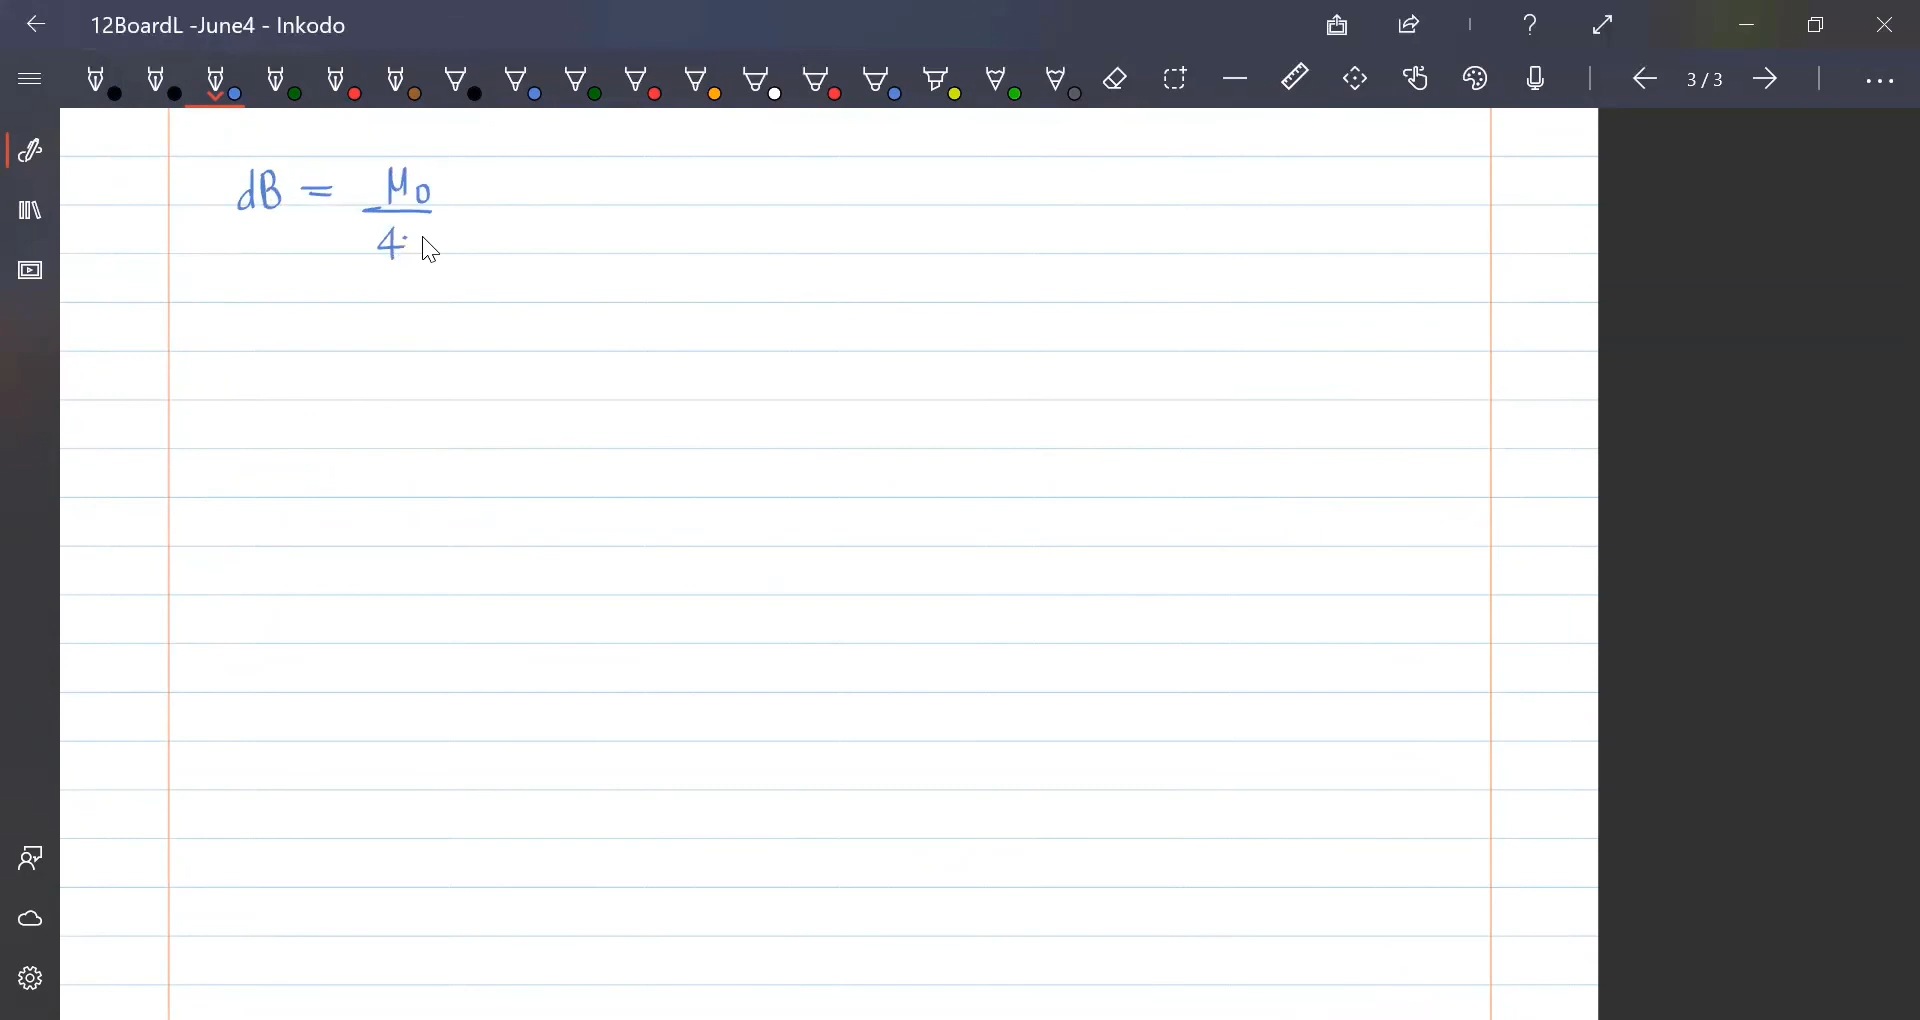 12BoardL -June4 - Inkodo
3 / 3
dB = μ0
4